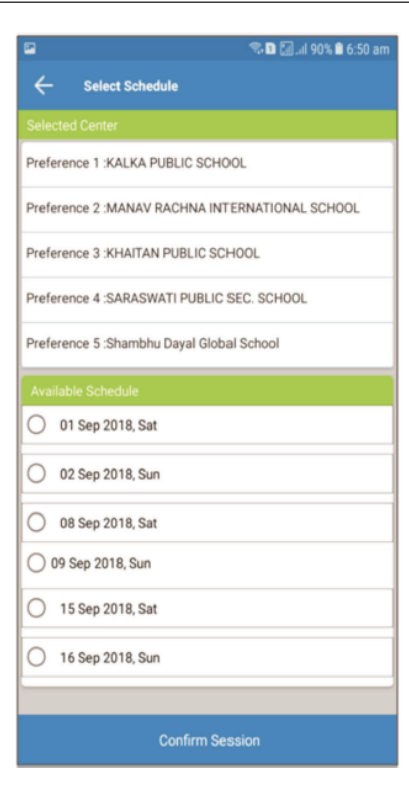 90% 6:50 am
Select Schedule
Selected Center
Preference 1 :KALKA PUBLIC SCHOOL
Preference 2 :MANAV RACHNA INTERNATIONAL SCHOOL
Preference 3 :KHAITAN PUBLIC SCHOOL
Preference 4 :SARASWATI PUBLIC SEC. SCHOOL
Preference 5 :Shambhu Dayal Global School
Available Schedule
01 Sep 2018, Sat
02 Sep 2018, Sun
08 Sep 2018, Sat
09 Sep 2018, Sun
15 Sep 2018, Sat
16 Sep 2018, Sun
Confirm Session